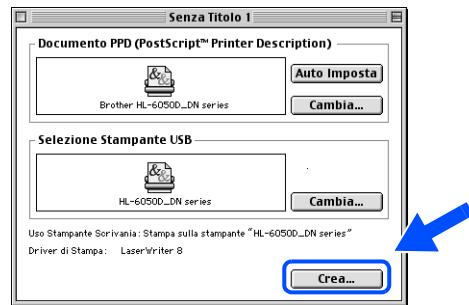 Senza Titolo 1
Documento PPD (PostScript™ Printer Description)
Brother HL-6050D_DN series
Auto Imposta
Cambia...
Selezione Stampante USB
HL-6050D_DN series
Cambia...
Uso Stampante Scrivania: Stampa sulla stampante “HL-6050D_DN series”
Driver di Stampa: LaserWriter 8
Crea...